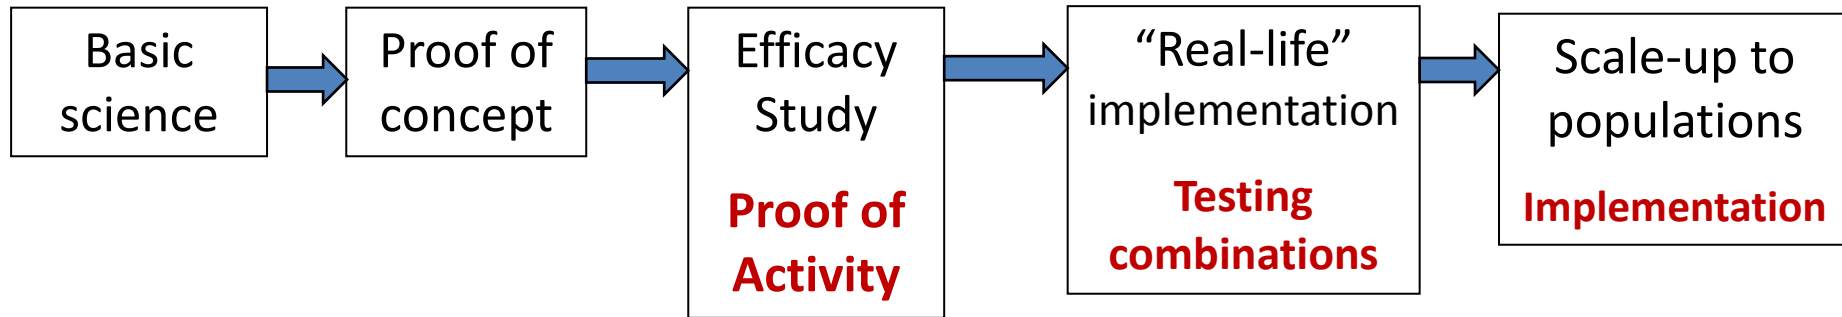 Basic
science
Proof of
concept
Efficacy
Study
Proof of
Activity
“Real-life”
implementation
Testing
combinations
Scale-up to
populations
Implementation